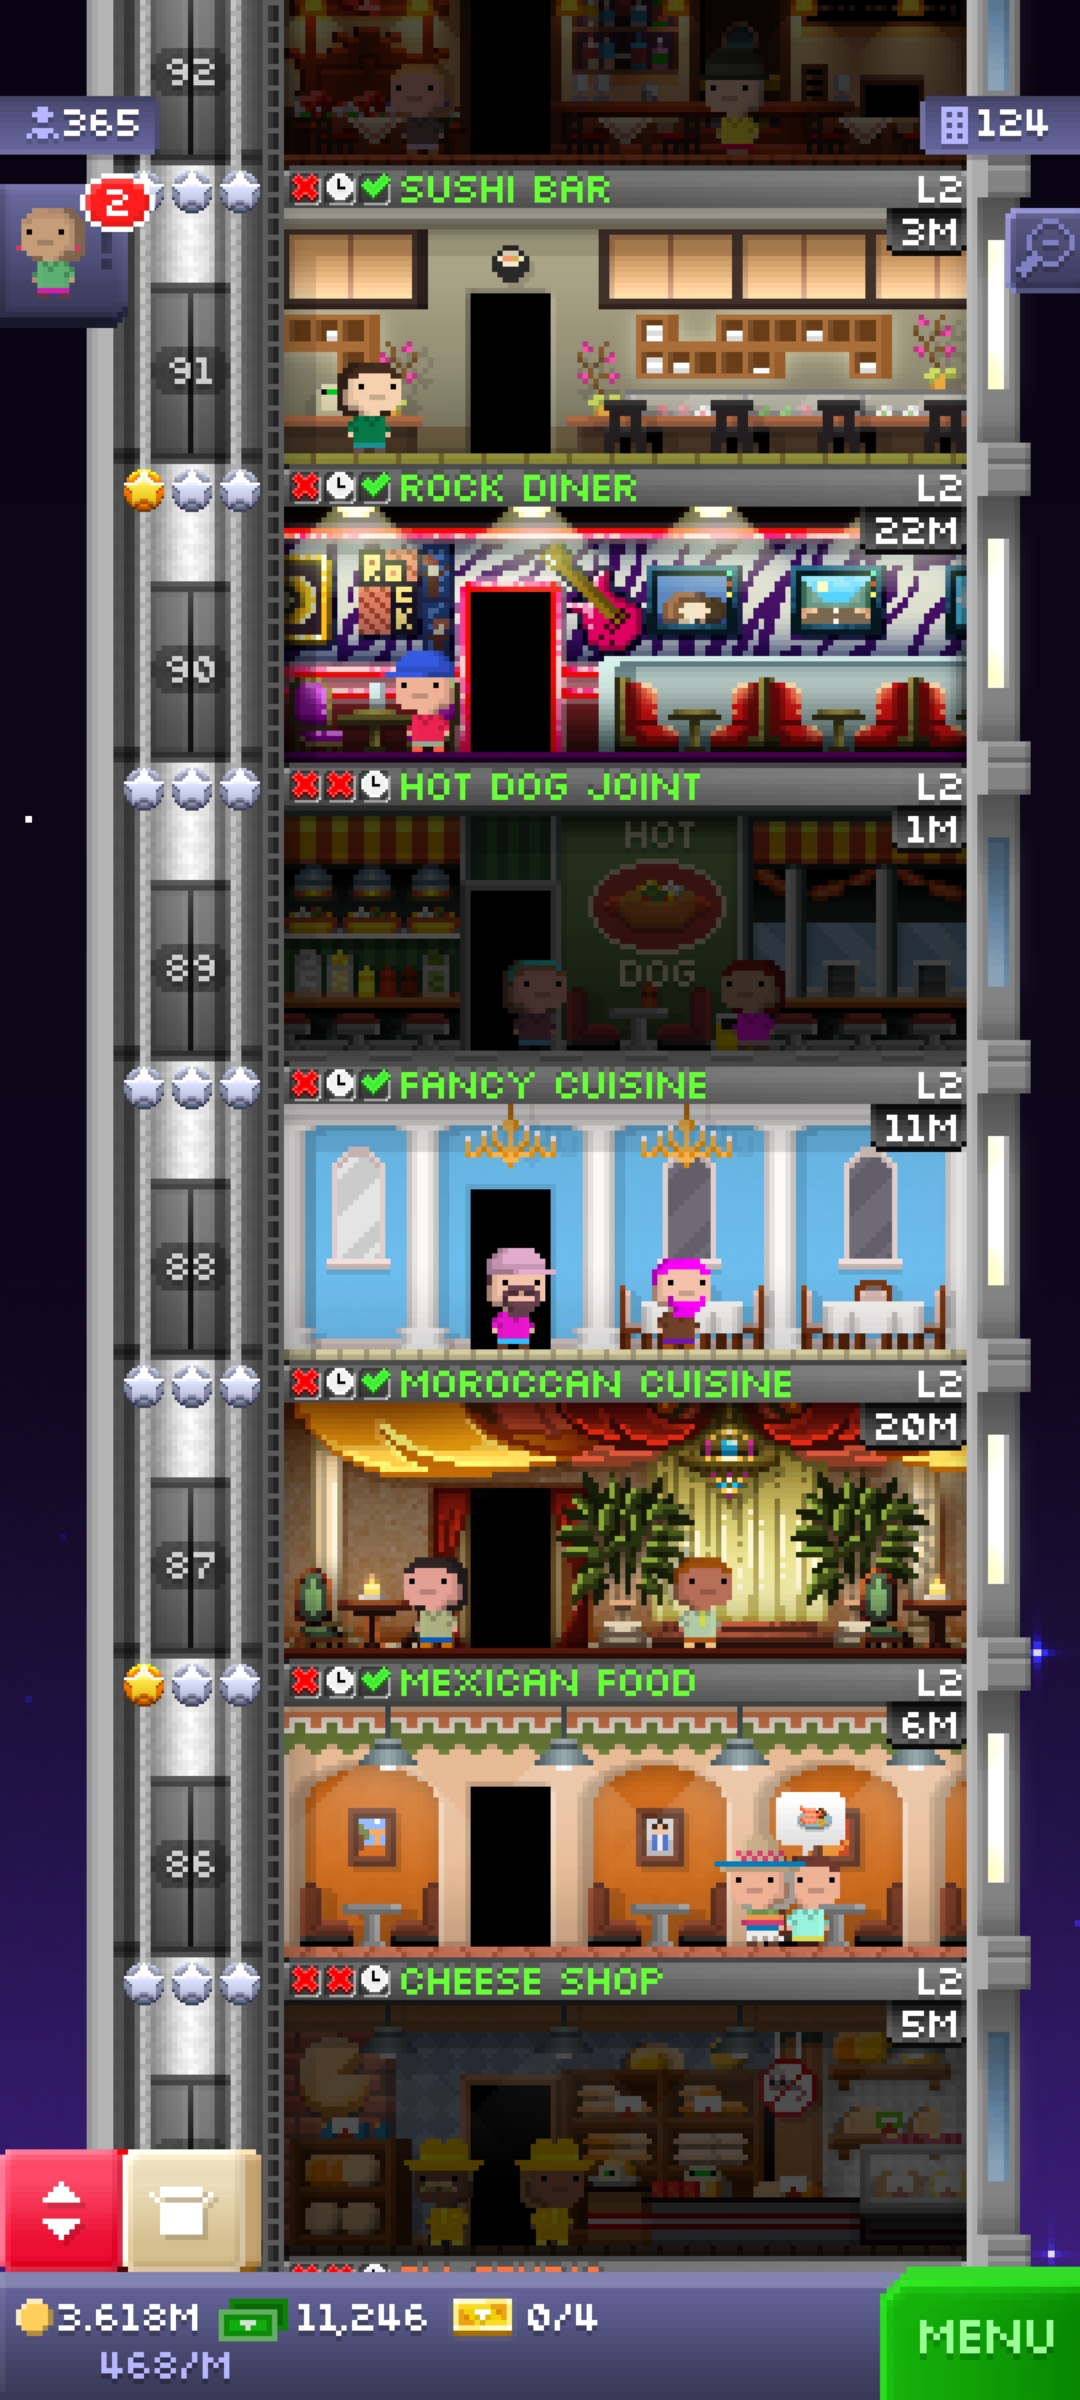 92
365
124
2
SUSHI BAR L2
3M
91
ROCK DINER L2
22M
ROCK
90
HOT DOG JOINT L2
1M
HOT
DOG
89
FANCY CUISINE L2
11M
88
MOROCCAN CUISINE L2
20M
87
MEXICAN FOOD L2
6M
86
CHEESE SHOP L2
5M
3.618M 11,246 0/4
468/M
MENU